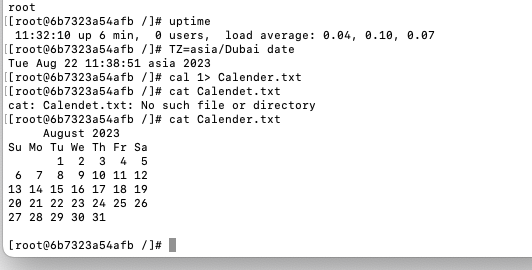 root
[[root@6b7323a54afb /]# uptime
 11:32:10 up 6 min,  0 users,  load average: 0.04, 0.10, 0.07
[[root@6b7323a54afb /]# TZ=asia/Dubai date
Tue Aug 22 11:38:51 asia 2023
[[root@6b7323a54afb /]# cal 1> Calender.txt
[[root@6b7323a54afb /]# cat Calendet.txt
cat: Calendet.txt: No such file or directory
[[root@6b7323a54afb /]# cat Calender.txt
     August 2023
Su Mo Tu We Th Fr Sa
       1  2  3  4  5
 6  7  8  9 10 11 12
13 14 15 16 17 18 19
20 21 22 23 24 25 26
27 28 29 30 31
[root@6b7323a54afb /]#